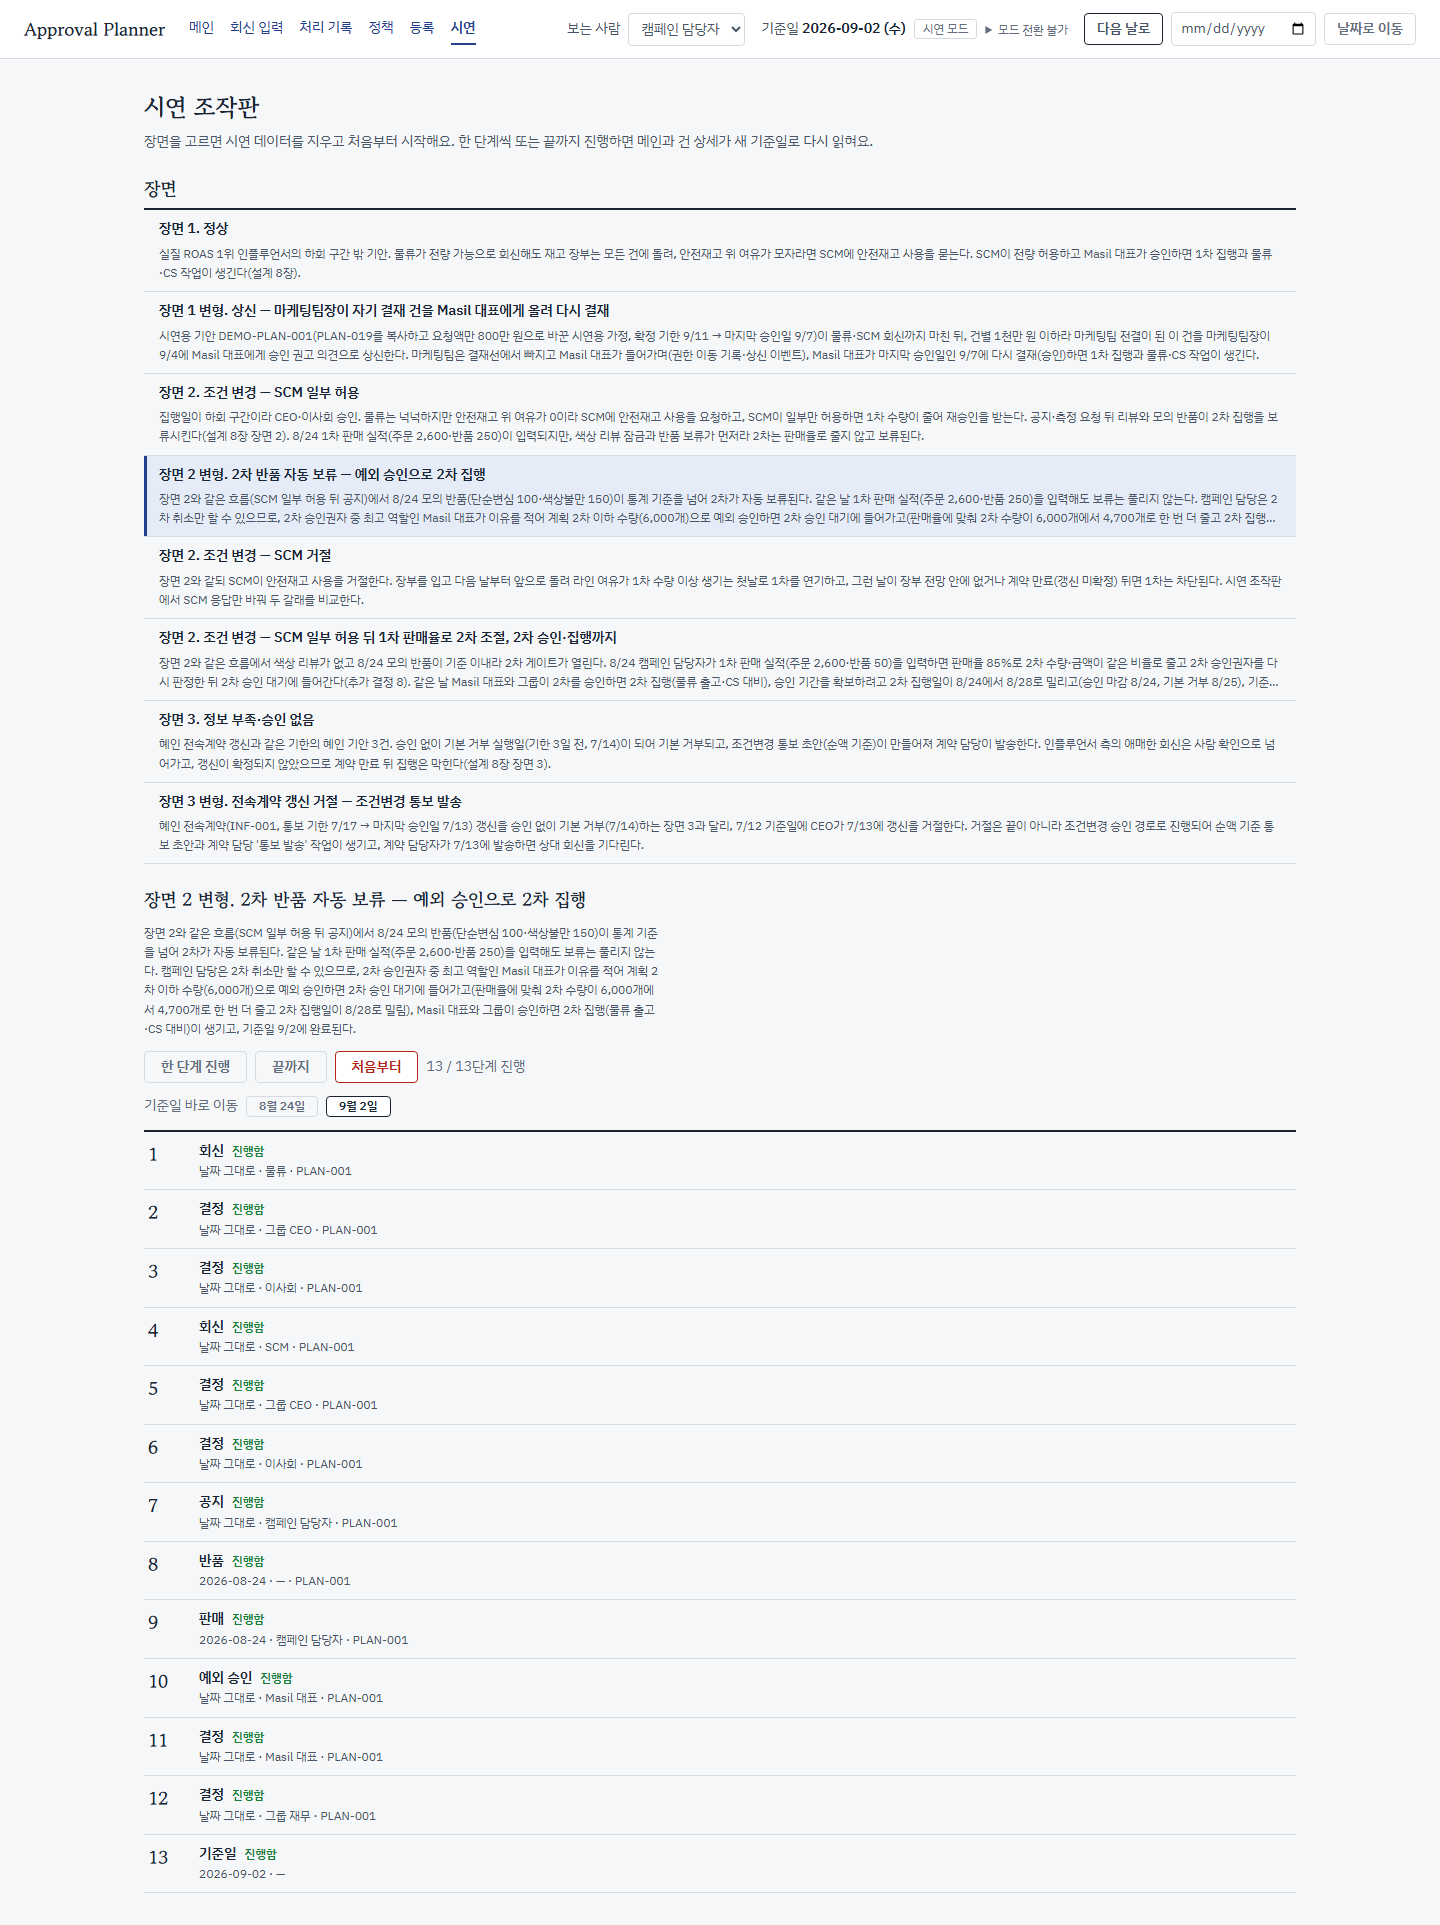 Approval Planner 메인 회신 입력 처리 기록 정책 등록 시연 보는 사람 캠페인 담당자 기준일 2026-09-02 (수) 시연 모드 ▶ 모드 전환 불가 다음 날로 mm/dd/yyyy 날짜로 이동
시연 조작판
장면을 고르면 시연 데이터를 지우고 처음부터 시작해요. 한 단계씩 또는 끝까지 진행하면 메인과 건 상세가 새 기준일로 다시 읽혀요.
장면
장면 1. 정상
실질 ROAS 1위 인플루언서의 하회 구간 밖 기안. 물류가 전량 가능으로 회신해도 재고 장부는 모든 건에 돌려, 안전재고 위 여유가 모자라면 SCM에 안전재고 사용을 묻는다. SCM이 전량 허용하고 Masil 대표가 승인하면 1차 집행과 물류
·CS 작업이 생긴다(설계 8장).
장면 1 변형. 상신 — 마케팅팀장이 자기 결재 건을 Masil 대표에게 올려 다시 결재
시연용 기안 DEMO-PLAN-001(PLAN-019를 복사하고 요청액만 800만 원으로 바꾼 시연용 가정, 확정 기한 9/11 → 마지막 승인일 9/7)이 물류·SCM 회신까지 마친 뒤, 건별 1천만 원 이하라 마케팅팀 전결이 된 이 건을 마케팅팀장이
9/4에 Masil 대표에게 승인 권고 의견으로 상신한다. 마케팅팀은 결재선에서 빠지고 Masil 대표가 들어가며(권한 이동 기록·상신 이벤트), Masil 대표가 마지막 승인일인 9/7에 다시 결재(승인)하면 1차 집행과 물류·CS 작업이 생긴다.
장면 2. 조건 변경 — SCM 일부 허용
집행일이 하회 구간이라 CEO·이사회 승인. 물류는 넉넉하지만 안전재고 위 여유가 0이라 SCM에 안전재고 사용을 요청하고, SCM이 일부만 허용하면 1차 수량이 줄어 재승인을 받는다. 공지·측정 요청 뒤 리뷰와 모의 반품이 2차 집행을 보
류시킨다(설계 8장 장면 2). 8/24 1차 판매 실적(주문 2,600·반품 250)이 입력되지만, 색상 리뷰 잠금과 반품 보류가 먼저라 2차는 판매율로 줄지 않고 보류된다.
장면 2 변형. 2차 반품 자동 보류 — 예외 승인으로 2차 집행
장면 2와 같은 흐름(SCM 일부 허용 뒤 공지)에서 8/24 모의 반품(단순변심 100·색상불만 150)이 통계 기준을 넘어 2차가 자동 보류된다. 같은 날 1차 판매 실적(주문 2,600·반품 250)을 입력해도 보류는 풀리지 않는다. 캠페인 담당은 2
차 취소만 할 수 있으므로, 2차 승인권자 중 최고 역할인 Masil 대표가 이유를 적어 계획 2차 이하 수량(6,000개)으로 예외 승인하면 2차 승인 대기에 들어가고(판매율에 맞춰 2차 수량이 6,000개에서 4,700개로 한 번 더 줄고 2차 집행...
장면 2. 조건 변경 — SCM 거절
장면 2와 같되 SCM이 안전재고 사용을 거절한다. 장부를 입고 다음 날부터 앞으로 돌려 라인 여유가 1차 수량 이상 생기는 첫날로 1차를 연기하고, 그런 날이 장부 전망 안에 없거나 계약 만료(갱신 미확정) 뒤면 1차는 차단된다. 시연 조작판
에서 SCM 응답만 바꿔 두 갈래를 비교한다.
장면 2. 조건 변경 — SCM 일부 허용 뒤 1차 판매율로 2차 조절, 2차 승인·집행까지
장면 2와 같은 흐름에서 색상 리뷰가 없고 8/24 모의 반품이 기준 이내라 2차 게이트가 열린다. 8/24 캠페인 담당자가 1차 판매 실적(주문 2,600·반품 50)을 입력하면 판매율 85%로 2차 수량·금액이 같은 비율로 줄고 2차 승인권자를 다
시 판정한 뒤 2차 승인 대기에 들어간다(추가 결정 8). 같은 날 Masil 대표와 그룹이 2차를 승인하면 2차 집행(물류 출고·CS 대비), 승인 기간을 확보하려고 2차 집행일이 8/24에서 8/28로 밀리고(승인 마감 8/24, 기본 거부 8/25), 기준...
장면 3. 정보 부족·승인 없음
혜인 전속계약 갱신과 같은 기한의 혜인 기안 3건. 승인 없이 기본 거부 실행일(기한 3일 전, 7/14)이 되어 기본 거부되고, 조건변경 통보 초안(순액 기준)이 만들어져 계약 담당이 발송한다. 인플루언서 측의 애매한 회신은 사람 확인으로 넘
어가고, 갱신이 확정되지 않았으므로 계약 만료 뒤 집행은 막힌다(설계 8장 장면 3).
장면 3 변형. 전속계약 갱신 거절 — 조건변경 통보 발송
혜인 전속계약(INF-001, 통보 기한 7/17 → 마지막 승인일 7/13) 갱신을 승인 없이 기본 거부(7/14)하는 장면 3과 달리, 7/12 기준일에 CEO가 7/13에 갱신을 거절한다. 거절은 끝이 아니라 조건변경 승인 경로로 진행되어 순액 기준 통
보 초안과 계약 담당 '통보 발송' 작업이 생기고, 계약 담당자가 7/13에 발송하면 상대 회신을 기다린다.
장면 2 변형. 2차 반품 자동 보류 — 예외 승인으로 2차 집행
장면 2와 같은 흐름(SCM 일부 허용 뒤 공지)에서 8/24 모의 반품(단순변심 100·색상불만 150)이 통계 기준
을 넘어 2차가 자동 보류된다. 같은 날 1차 판매 실적(주문 2,600·반품 250)을 입력해도 보류는 풀리지 않는
다. 캠페인 담당은 2차 취소만 할 수 있으므로, 2차 승인권자 중 최고 역할인 Masil 대표가 이유를 적어 계획 2
차 이하 수량(6,000개)으로 예외 승인하면 2차 승인 대기에 들어가고(판매율에 맞춰 2차 수량이 6,000개에
서 4,700개로 한 번 더 줄고 2차 집행일이 8/28로 밀림), Masil 대표와 그룹이 승인하면 2차 집행(물류 출고
·CS 대비)이 생기고, 기준일 9/2에 완료된다.
한 단계 진행 끝까지 처음부터 13 / 13단계 진행
기준일 바로 이동 8월 24일 9월 2일
1 회신 진행함
날짜 그대로 · 물류 · PLAN-001
2 결정 진행함
날짜 그대로 · 그룹 CEO · PLAN-001
3 결정 진행함
날짜 그대로 · 이사회 · PLAN-001
4 회신 진행함
날짜 그대로 · SCM · PLAN-001
5 결정 진행함
날짜 그대로 · 그룹 CEO · PLAN-001
6 결정 진행함
날짜 그대로 · 이사회 · PLAN-001
7 공지 진행함
날짜 그대로 · 캠페인 담당자 · PLAN-001
8 반품 진행함
2026-08-24 · — · PLAN-001
9 판매 진행함
2026-08-24 · 캠페인 담당자 · PLAN-001
10 예외 승인 진행함
날짜 그대로 · Masil 대표 · PLAN-001
11 결정 진행함
날짜 그대로 · Masil 대표 · PLAN-001
12 결정 진행함
날짜 그대로 · 그룹 재무 · PLAN-001
13 기준일 진행함
2026-09-02 · —